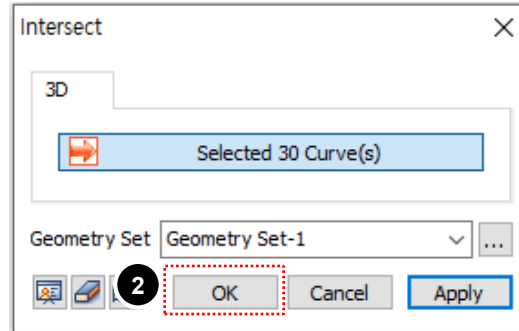 Intersect
3D
Selected 30 Curve(s)
Geometry Set Geometry Set-1 ...
2 OK Cancel Apply